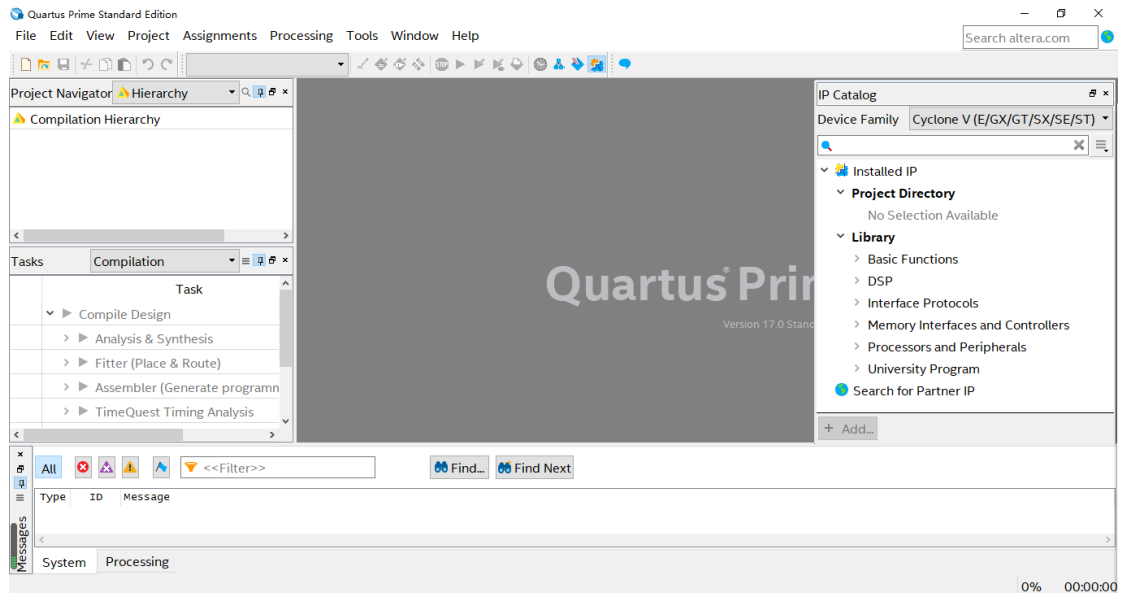 Quartus Prime Standard Edition
File Edit View Project Assignments Processing Tools Window Help
Search altera.com
Project Navigator Hierarchy
Compilation Hierarchy
Tasks Compilation
Task
Compile Design
Analysis & Synthesis
Fitter (Place & Route)
Assembler (Generate programm
TimeQuest Timing Analysis
Quartus Prir
Version 17.0 Stand
IP Catalog
Device Family Cyclone V (E/GX/GT/SX/SE/ST)
Installed IP
Project Directory
No Selection Available
Library
Basic Functions
DSP
Interface Protocols
Memory Interfaces and Controllers
Processors and Peripherals
University Program
Search for Partner IP
+ Add...
All <<Filter>> Find... Find Next
Type ID Message
Messages
System Processing
0% 00:00:00